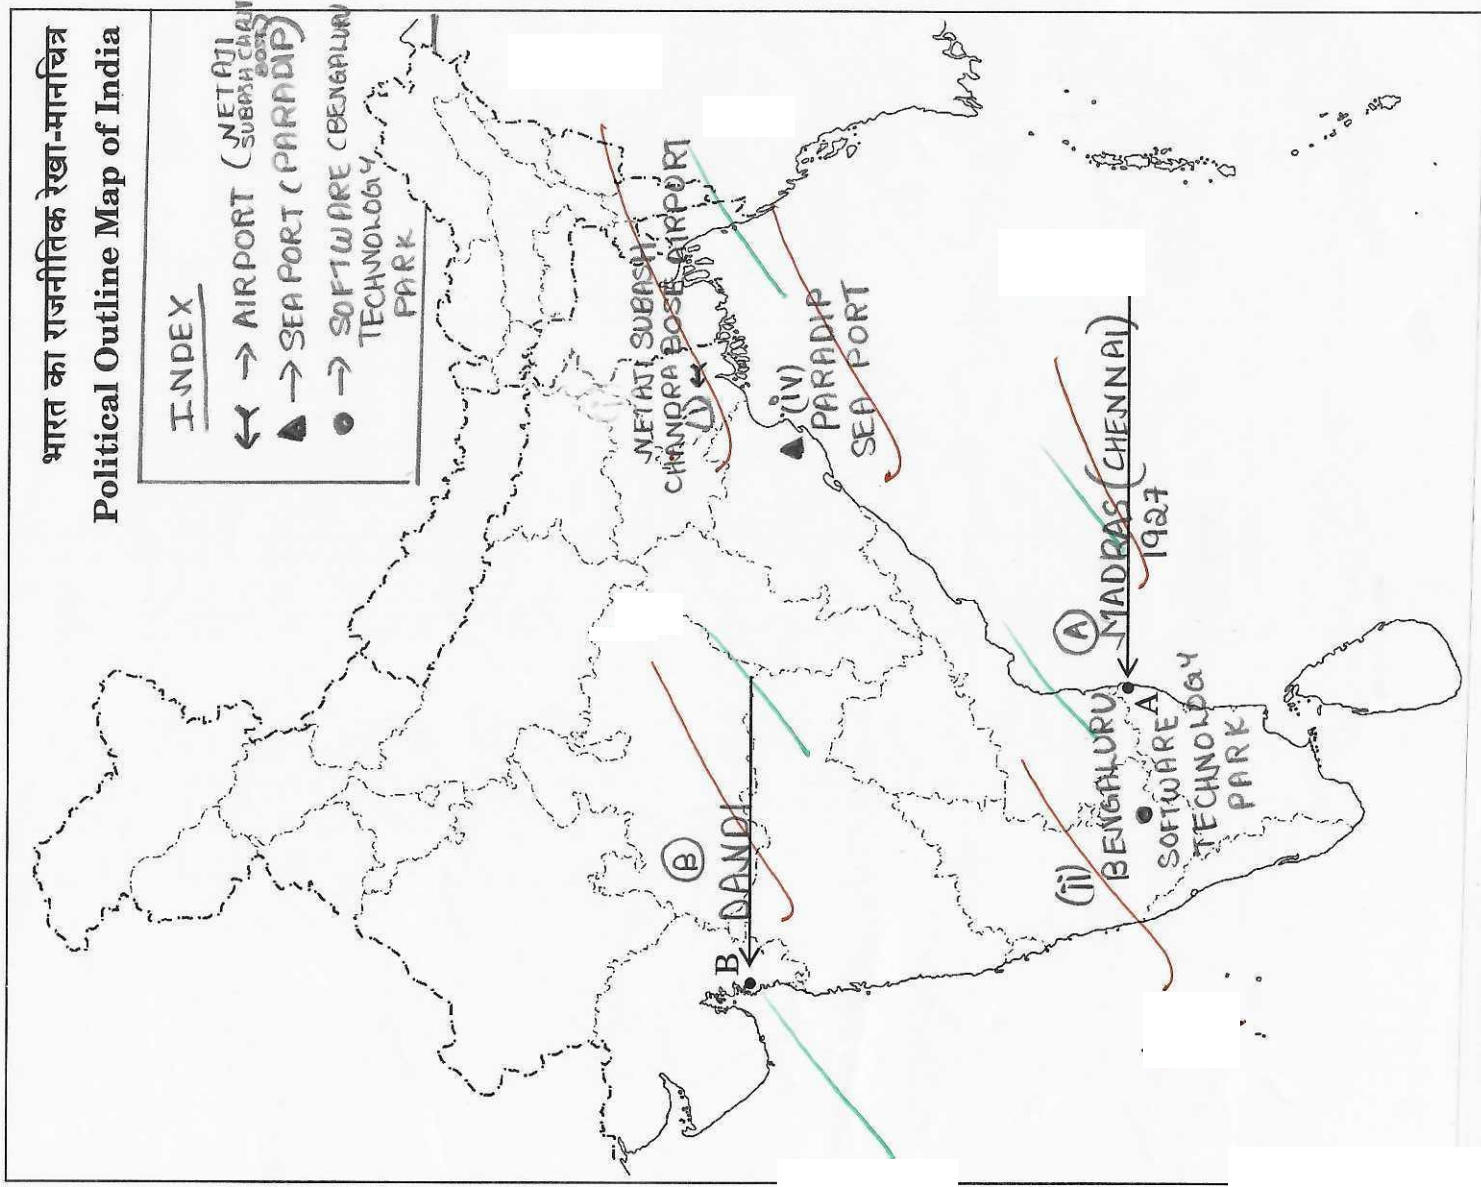 भारत का राजनीतिक रेखा-मानचित्र
Political Outline Map of India
INDEX
→ AIRPORT (NETAJI
SUBASH CHAN
BOSE)
→ SEA PORT (PARADIP)
→ SOFTWARE (BENGALURU
TECHNOLOGY
PARK
NETAJI SUBASH
CHANDRA BOSE AIRPORT
(i)
(iv)
PARADIP
SEA PORT
(A)
MADRAS (CHENNAI)
1927
A
(B)
DANDI
B
(ii)
BENGALURU
SOFTWARE
TECHNOLOGY
PARK